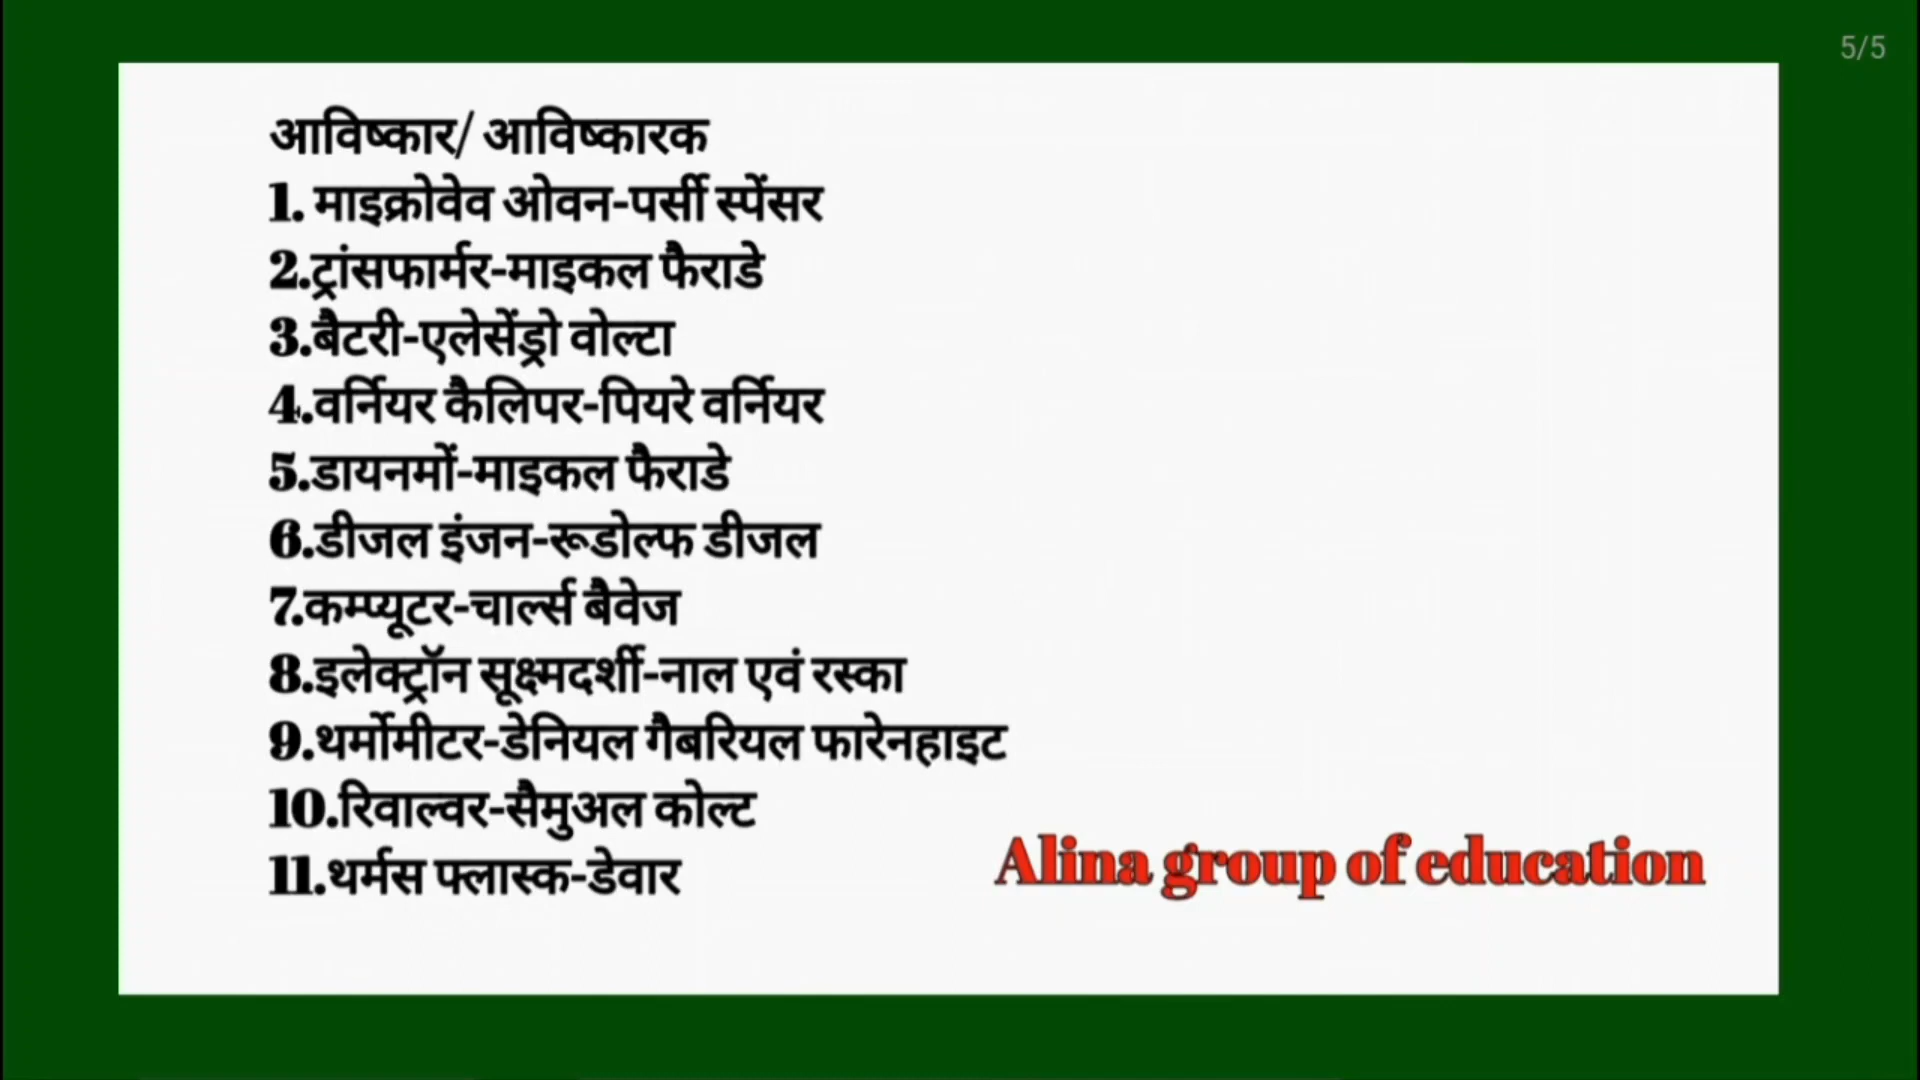 5/5
आविष्कार/ आविष्कारक
1. माइक्रोवेव ओवन-पर्सी स्पेंसर
2.ट्रांसफार्मर-माइकल फैराडे
3.बैटरी-एलेसेंड्रो वोल्टा
4.वर्नियर कैलिपर-पियरे वर्नियर
5.डायनमों-माइकल फैराडे
6.डीजल इंजन-रूडोल्फ डीजल
7.कम्प्यूटर-चार्ल्स बैवेज
8.इलेक्ट्रॉन सूक्ष्मदर्शी-नाल एवं रस्का
9.थर्मोमीटर-डेनियल गैबरियल फारेनहाइट
10.रिवाल्वर-सैमुअल कोल्ट
11.थर्मस फ्लास्क-डेवार
Alina group of education